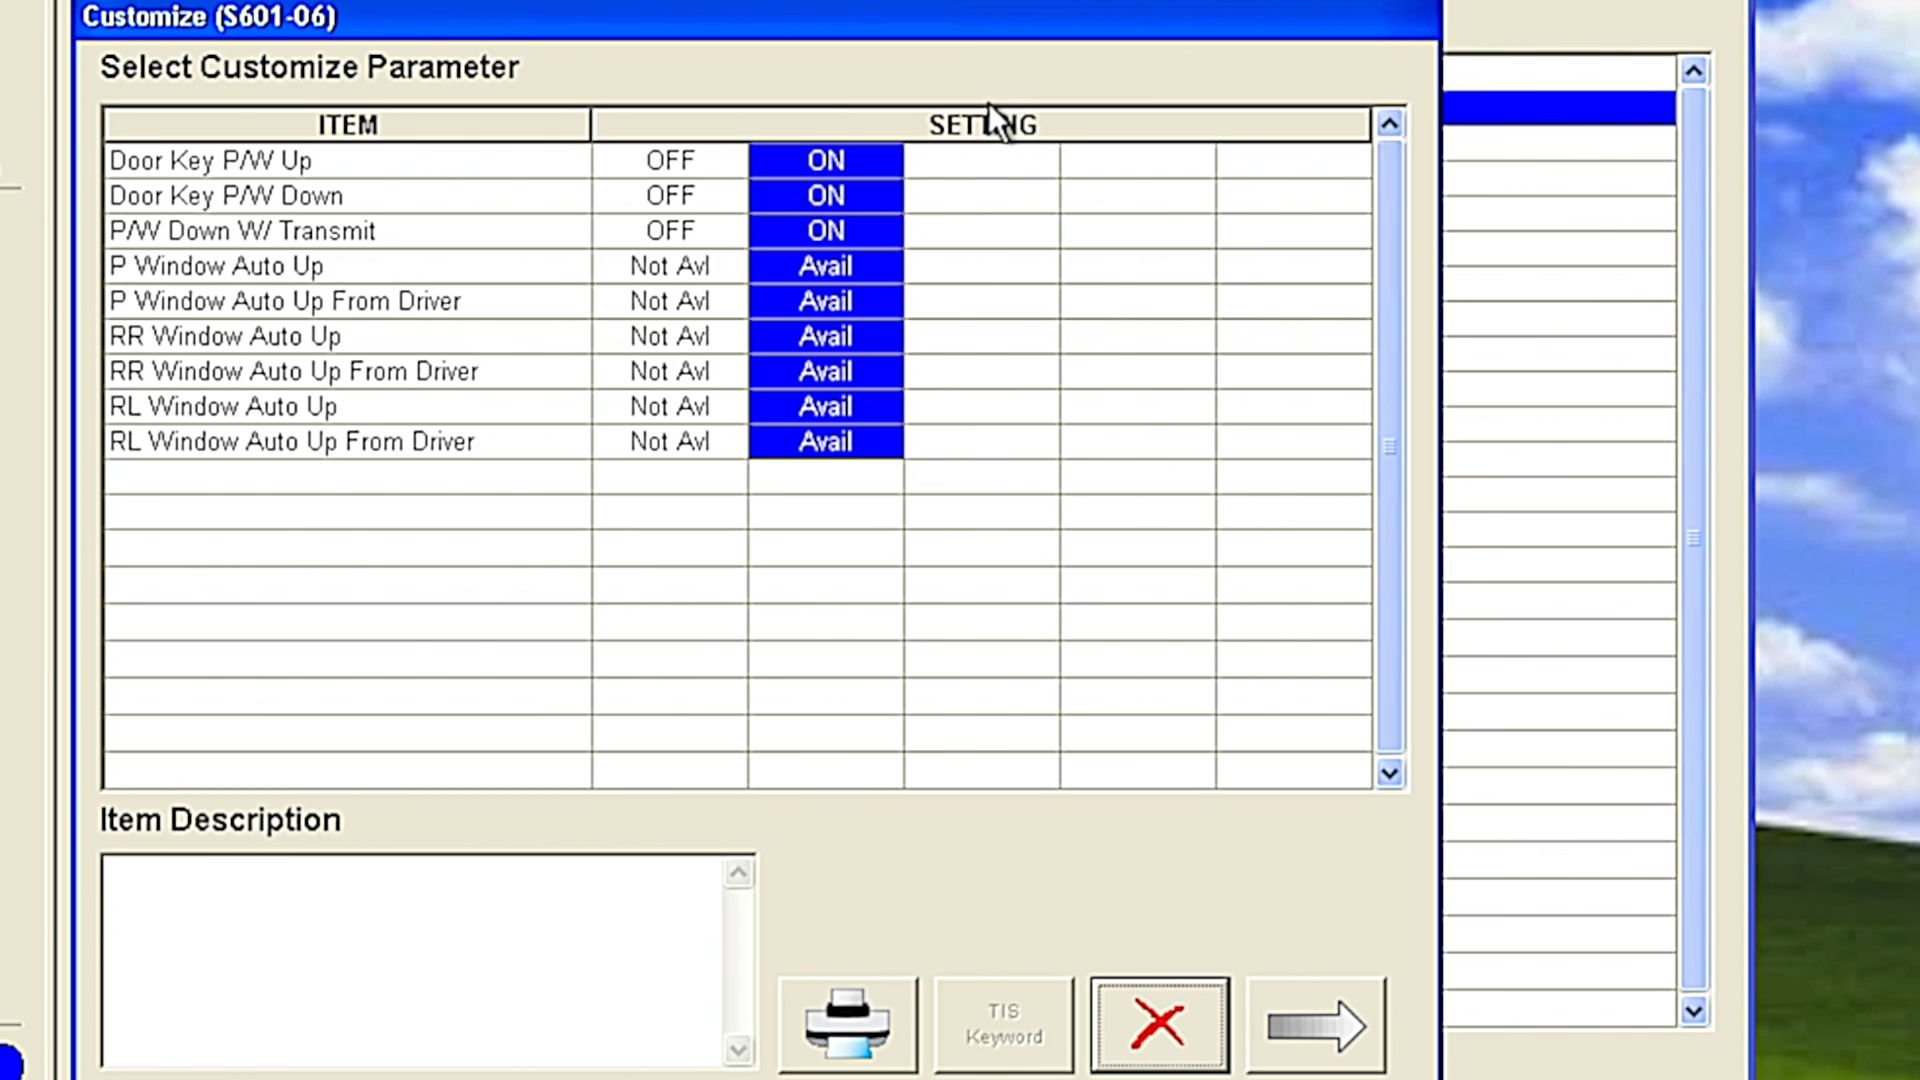 Customize (S601-06)
Select Customize Parameter
ITEM SETTING
Door Key P/W Up OFF ON
Door Key P/W Down OFF ON
P/W Down W/ Transmit OFF ON
P Window Auto Up Not Avl Avail
P Window Auto Up From Driver Not Avl Avail
RR Window Auto Up Not Avl Avail
RR Window Auto Up From Driver Not Avl Avail
RL Window Auto Up Not Avl Avail
RL Window Auto Up From Driver Not Avl Avail
Item Description
TIS
Keyword